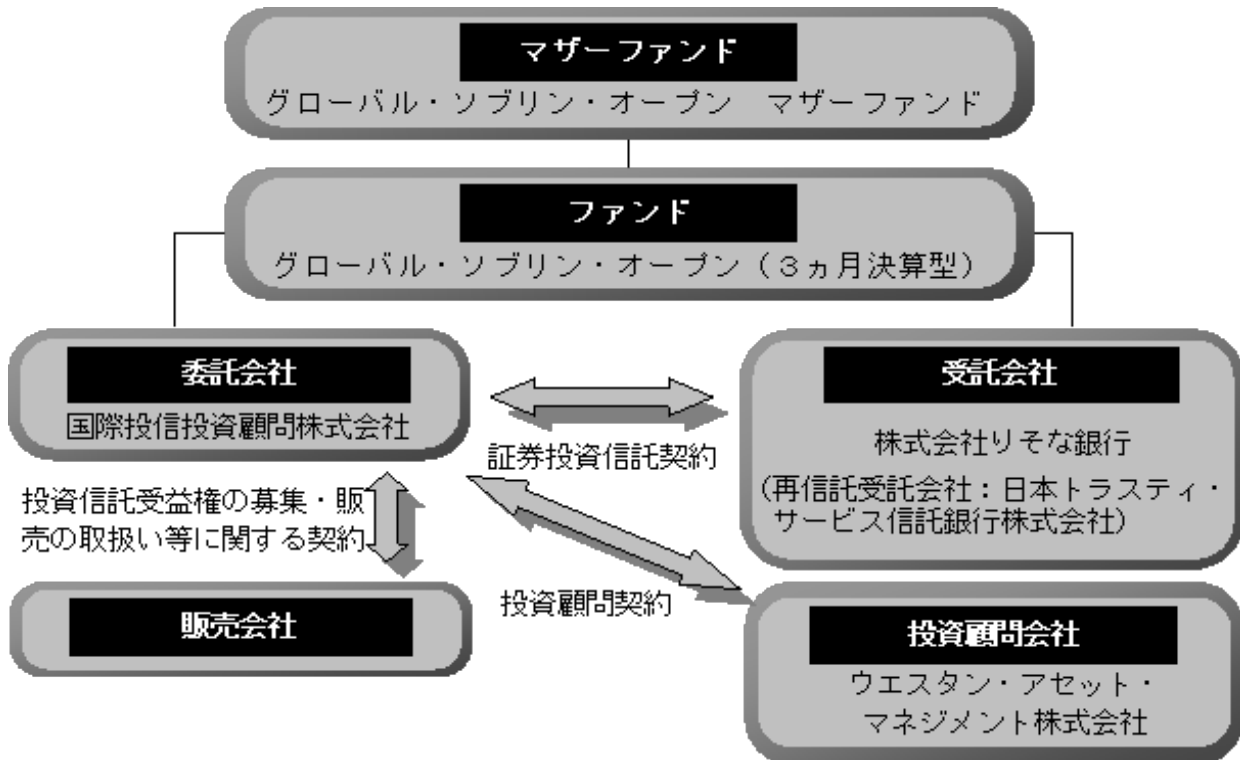 マザーファンド
グローバル・ソブリン・オープン　マザーファンド
ファンド
グローバル・ソブリン・オープン（３ヵ月決算型）
委託会社
国際投信投資顧問株式会社
受託会社
株式会社りそな銀行
（再信託受託会社：日本トラスティ・
サービス信託銀行株式会社）
証券投資信託契約
投資信託受益権の募集・販
売の取扱い等に関する契約
投資顧問契約
販売会社
投資顧問会社
ウエスタン・アセット・
マネジメント株式会社